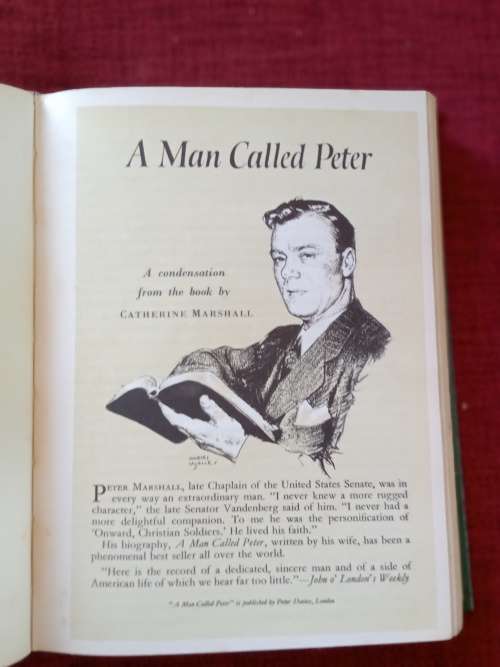 A Man Called Peter
A condensation
from the book by
CATHERINE MARSHALL
PETER MARSHALL, late Chaplain of the United States Senate, was in
every way an extraordinary man. "I never knew a more rugged
character," the late Senator Vandenberg said of him. "I never had a
more delightful companion. To me he was the personification of
'Onward, Christian Soldiers.' He lived his faith."
His biography, A Man Called Peter, written by his wife, has been a
phenomenal best seller all over the world.
"Here is the record of a dedicated, sincere man and of a side of
American life of which we hear far too little."—John o' London's Weekly
"A Man Called Peter" is published by Peter Davies, London